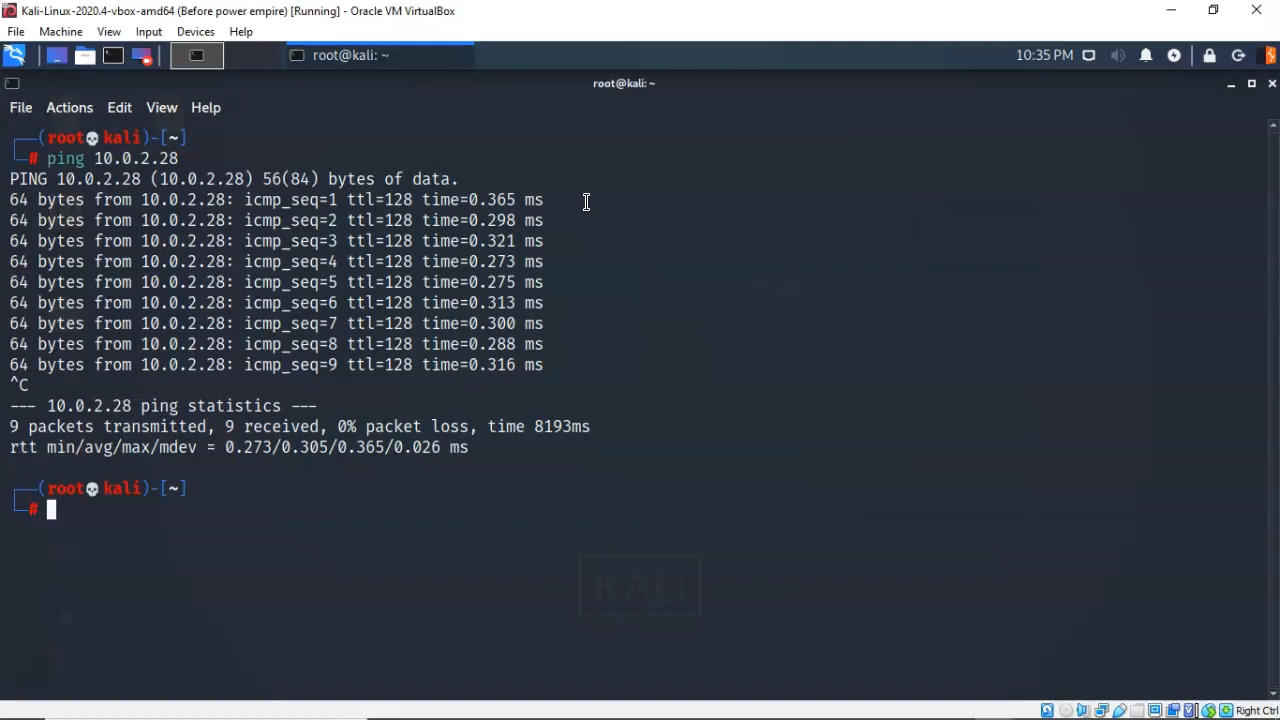 Kali-Linux-2020.4-vbox-amd64 (Before power empire) [Running] - Oracle VM VirtualBox
File Machine View Input Devices Help
root@kali: ~ 10:35 PM
root@kali:~
File Actions Edit View Help
(root💀kali)-[~]
# ping 10.0.2.28
PING 10.0.2.28 (10.0.2.28) 56(84) bytes of data.
64 bytes from 10.0.2.28: icmp_seq=1 ttl=128 time=0.365 ms
64 bytes from 10.0.2.28: icmp_seq=2 ttl=128 time=0.298 ms
64 bytes from 10.0.2.28: icmp_seq=3 ttl=128 time=0.321 ms
64 bytes from 10.0.2.28: icmp_seq=4 ttl=128 time=0.273 ms
64 bytes from 10.0.2.28: icmp_seq=5 ttl=128 time=0.275 ms
64 bytes from 10.0.2.28: icmp_seq=6 ttl=128 time=0.313 ms
64 bytes from 10.0.2.28: icmp_seq=7 ttl=128 time=0.300 ms
64 bytes from 10.0.2.28: icmp_seq=8 ttl=128 time=0.288 ms
64 bytes from 10.0.2.28: icmp_seq=9 ttl=128 time=0.316 ms
^C
--- 10.0.2.28 ping statistics ---
9 packets transmitted, 9 received, 0% packet loss, time 8193ms
rtt min/avg/max/mdev = 0.273/0.305/0.365/0.026 ms
(root💀kali)-[~]
#
KALI
Right Ctrl